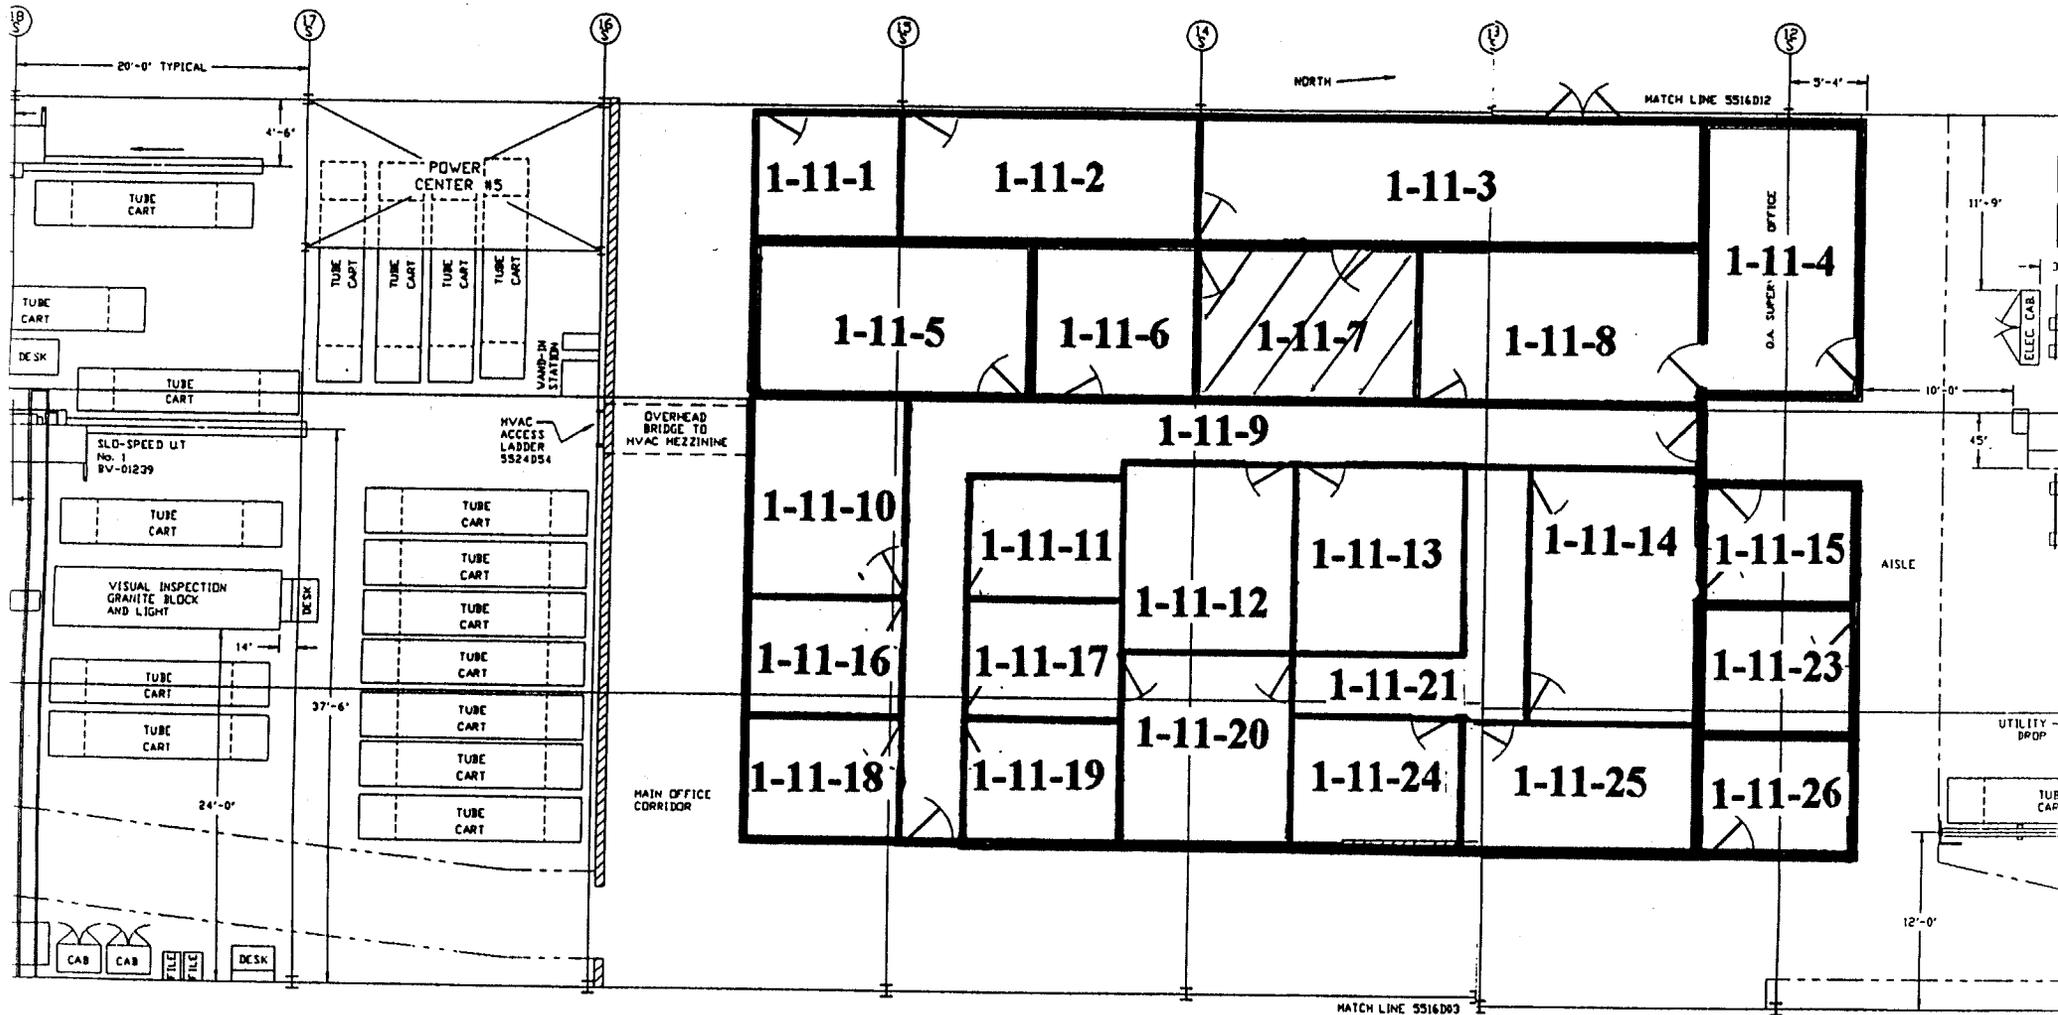 18 S
17 S
16 S
15 S
14 S
13 S
12 S
20'-0" TYPICAL
NORTH
5'-4"
MATCH LINE 5516D12
4'-6"
POWER
CENTER #5
TUBE
CART
TUBE
CART
TUBE
CART
TUBE
CART
TUBE
CART
1-11-1
1-11-2
1-11-3
1-11-4
Q.A. SUPERV OFFICE
11'-9"
ELEC CAB.
TUBE
CART
DESK
WAND-IN
STATION
1-11-5
1-11-6
1-11-7
1-11-8
TUBE
CART
10'-0"
45"
HVAC
ACCESS
LADDER
5524D54
OVERHEAD
BRIDGE TO
HVAC MEZZININE
1-11-9
SLO-SPEED U.T
No. 1
BV-01239
TUBE
CART
TUBE
CART
TUBE
CART
TUBE
CART
TUBE
CART
TUBE
CART
TUBE
CART
TUBE
CART
1-11-10
1-11-11
1-11-12
1-11-13
1-11-14
1-11-15
AISLE
VISUAL INSPECTION
GRANITE BLOCK
AND LIGHT
DESK
14"
TUBE
CART
TUBE
CART
37'-6"
1-11-16
1-11-17
1-11-21
1-11-23
UTILITY
DROP
1-11-18
1-11-19
1-11-20
1-11-24
1-11-25
1-11-26
MAIN OFFICE
CORRIDOR
24'-0"
TUB
CAR
12'-0"
CAB
CAB
FILE
FILE
DESK
MATCH LINE 5516D03